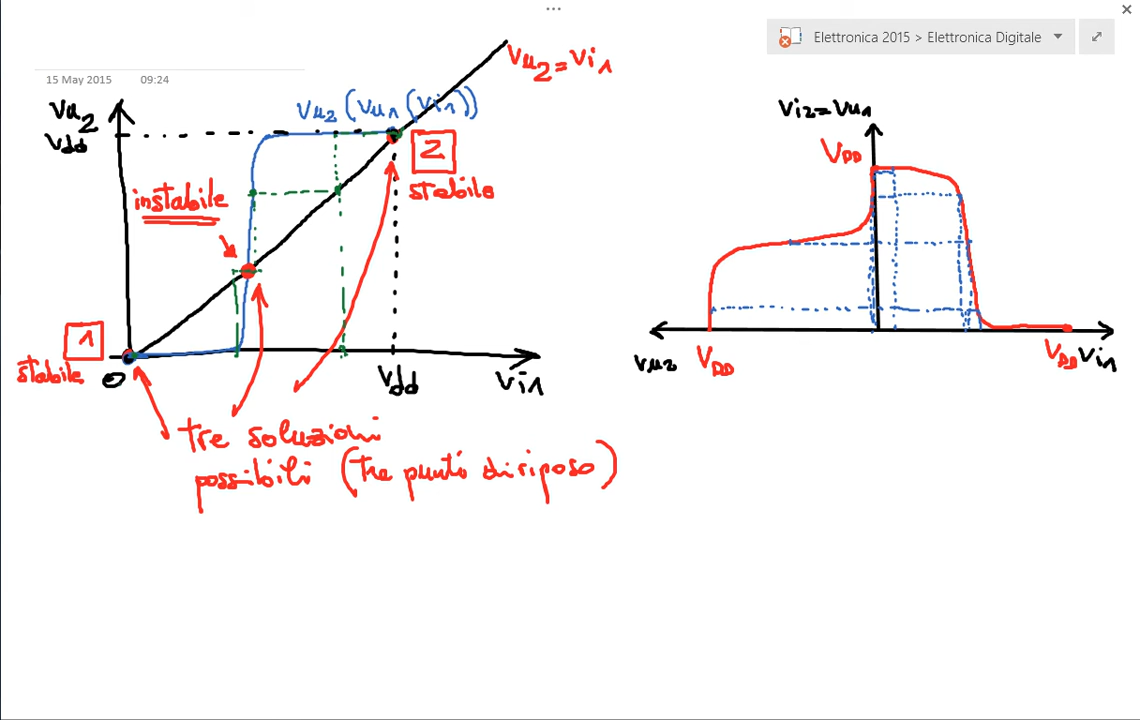 Elettronica 2015 > Elettronica Digitale
15 May 2015 09:24
Vu2
Vdd
Vu2 (Vu1 (Vi1))
Vu2 = Vi1
2
stabile
instabile
1
stabile
0
Vdd
Vi1
tre soluzioni
possibili (tre punti di riposo)
Vi2 = Vu1
VDD
Vu2
VDD
VDD
Vi1